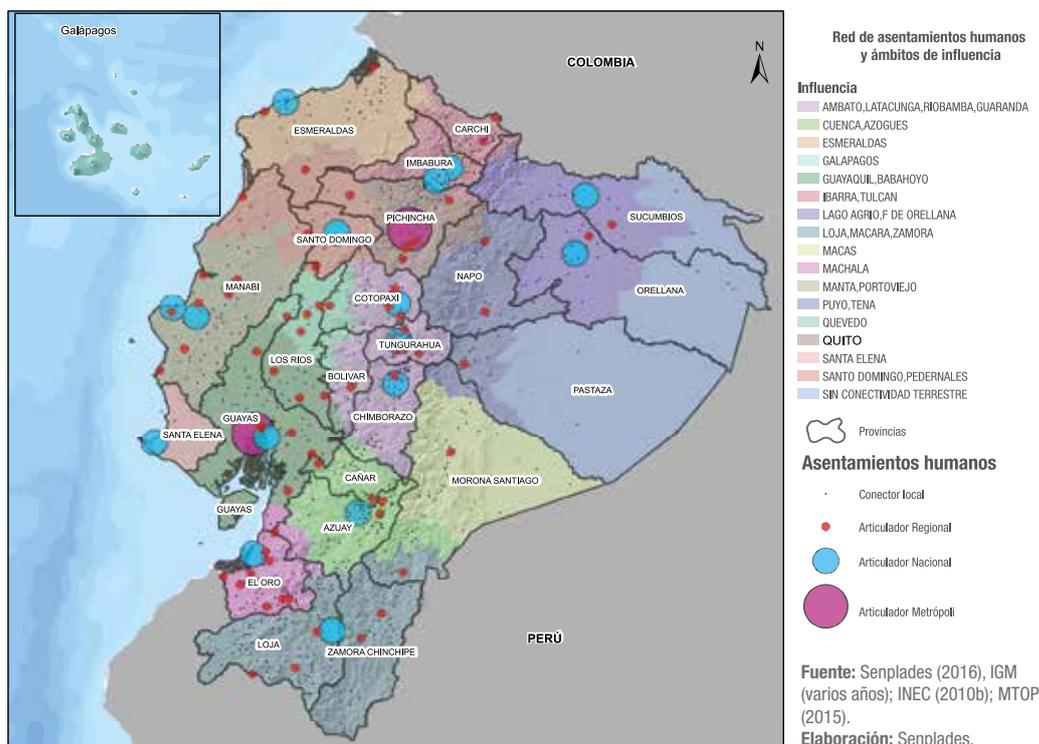 Galápagos
N
COLOMBIA
ESMERALDAS
CARCHI
IMBABURA
PICHINCHA
SUCUMBIOS
SANTO DOMINGO
NAPO
MANABI
COTOPAXI
ORELLANA
TUNGURAHUA
LOS RIOS
BOLIVAR
PASTAZA
CHIMBORAZO
GUAYAS
SANTA ELENA
CAÑAR
MORONA SANTIAGO
GUAYAS
AZUAY
EL ORO
PERÚ
LOJA
ZAMORA CHINCHIPE
Red de asentamientos humanos
y ámbitos de influencia
Influencia
AMBATO,LATACUNGA,RIOBAMBA,GUARANDA
CUENCA,AZOGUES
ESMERALDAS
GALAPAGOS
GUAYAQUIL,BABAHOYO
IBARRA,TULCAN
LAGO AGRIO,F DE ORELLANA
LOJA,MACARA,ZAMORA
MACAS
MACHALA
MANTA,PORTOVIEJO
PUYO,TENA
QUEVEDO
QUITO
SANTA ELENA
SANTO DOMINGO,PEDERNALES
SIN CONECTIVIDAD TERRESTRE
Provincias
Asentamientos humanos
Conector local
Articulador Regional
Articulador Nacional
Articulador Metrópoli
Fuente: Senplades (2016), IGM
(varios años); INEC (2010b); MTOP
(2015).
Elaboración: Senplades.